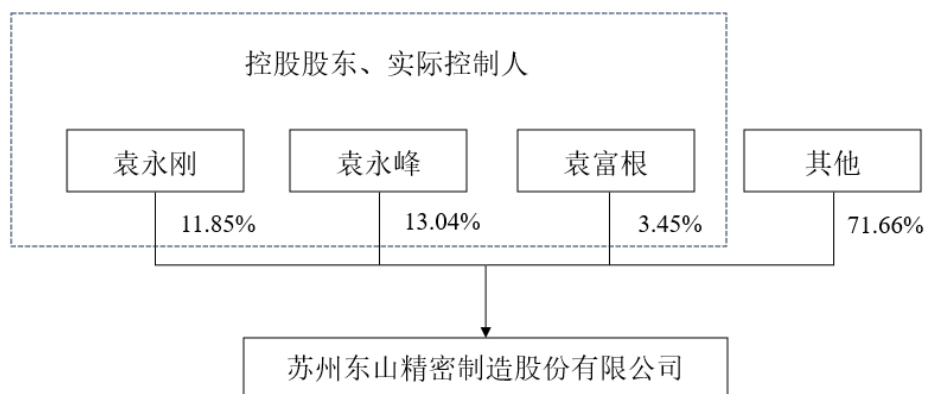 控股股东、实际控制人
袁永刚
袁永峰
袁富根
其他
11.85%
13.04%
3.45%
71.66%
苏州东山精密制造股份有限公司